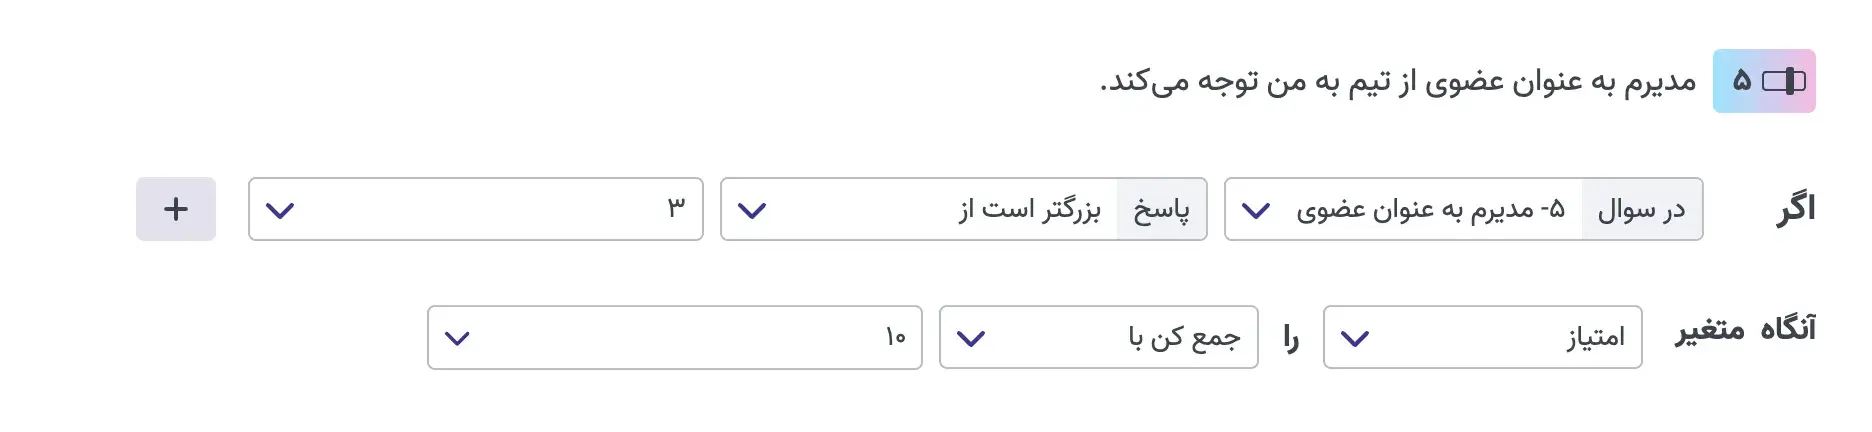 ۵ مدیرم به عنوان عضوی از تیم به من توجه می‌کند.
اگر در سوال ۵- مدیرم به عنوان عضوی پاسخ بزرگتر است از ۳ +
آنگاه متغیر امتیاز را جمع کن با ۱۰